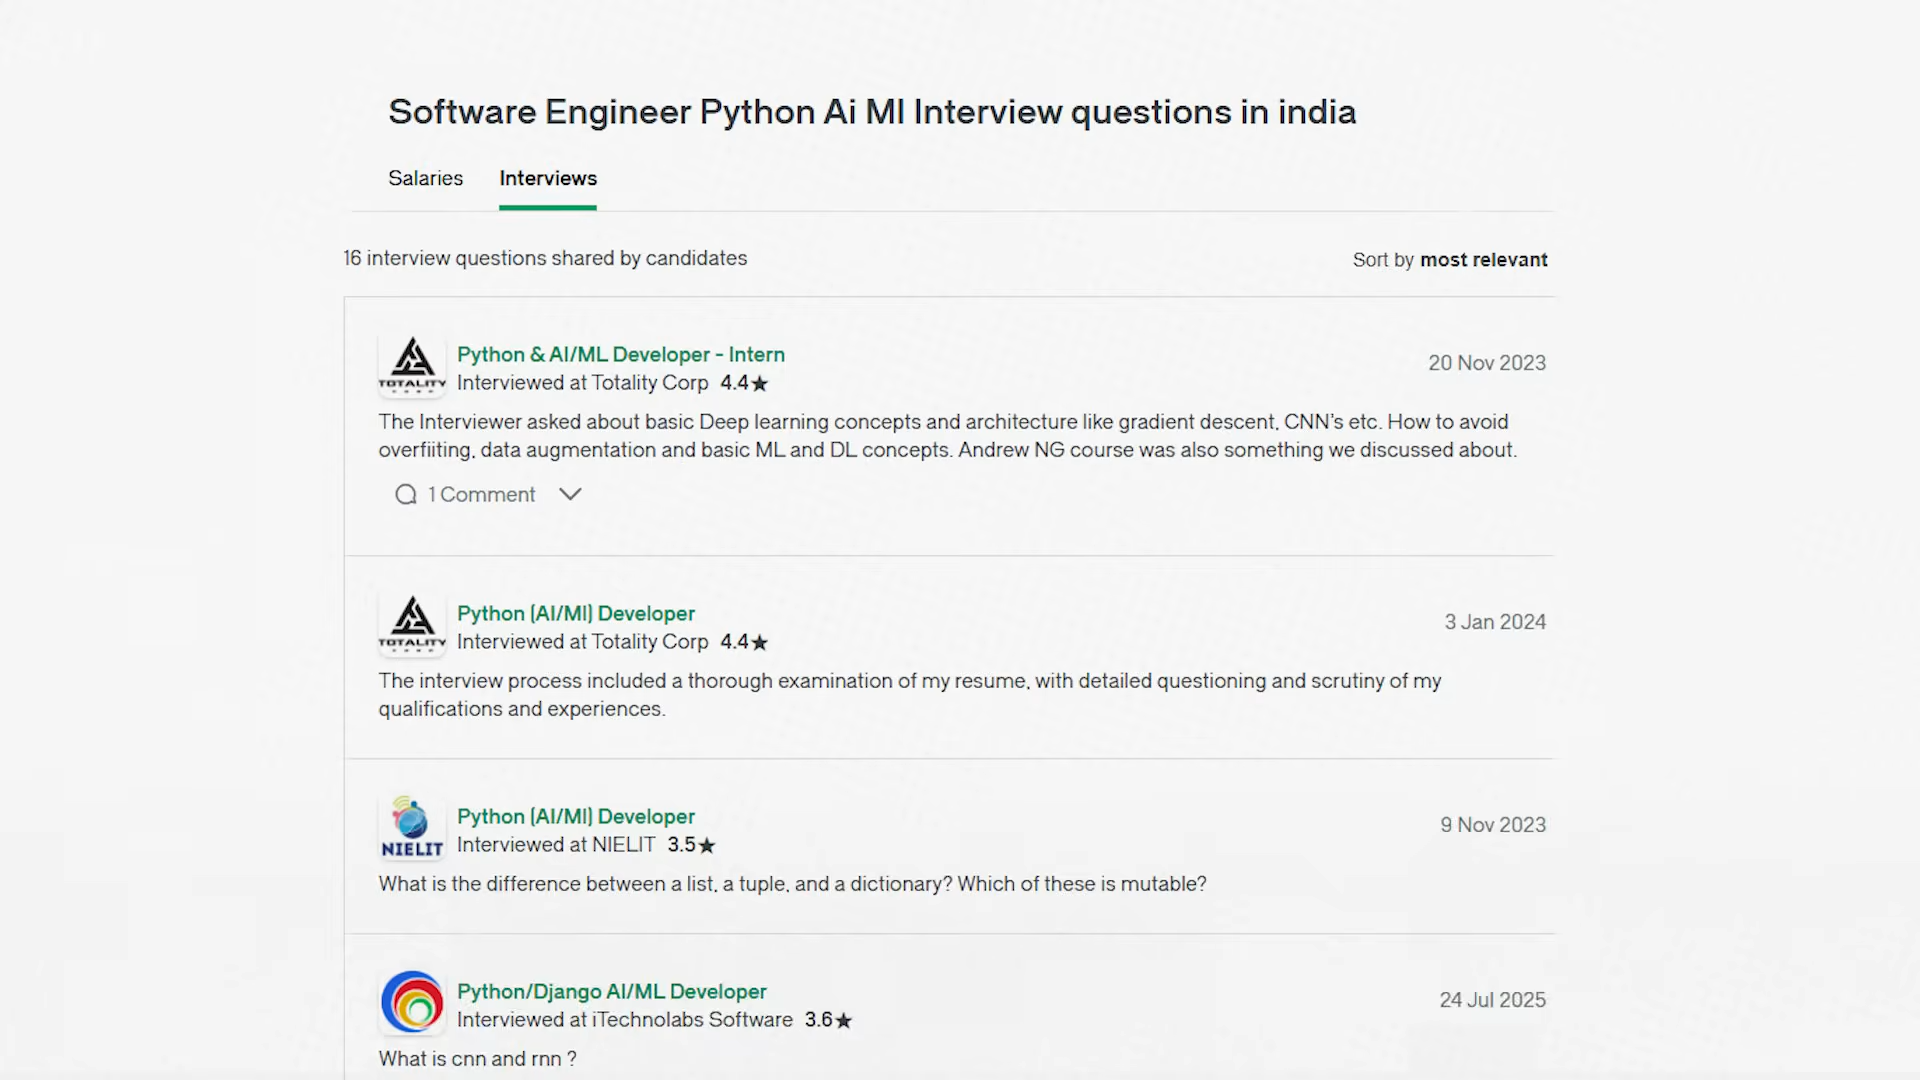 Software Engineer Python Ai Ml Interview questions in india
Salaries Interviews
16 interview questions shared by candidates
Sort by most relevant
TOTALITY
Python & AI/ML Developer - Intern
20 Nov 2023
Interviewed at Totality Corp 4.4★
The Interviewer asked about basic Deep learning concepts and architecture like gradient descent, CNN's etc. How to avoid
overfiiting, data augmentation and basic ML and DL concepts. Andrew NG course was also something we discussed about.
1 Comment
TOTALITY
Python (AI/Ml) Developer
3 Jan 2024
Interviewed at Totality Corp 4.4★
The interview process included a thorough examination of my resume, with detailed questioning and scrutiny of my
qualifications and experiences.
NIELIT
Python (AI/Ml) Developer
9 Nov 2023
Interviewed at NIELIT 3.5★
What is the difference between a list, a tuple, and a dictionary? Which of these is mutable?
Python/Django AI/ML Developer
24 Jul 2025
Interviewed at iTechnolabs Software 3.6★
What is cnn and rnn ?